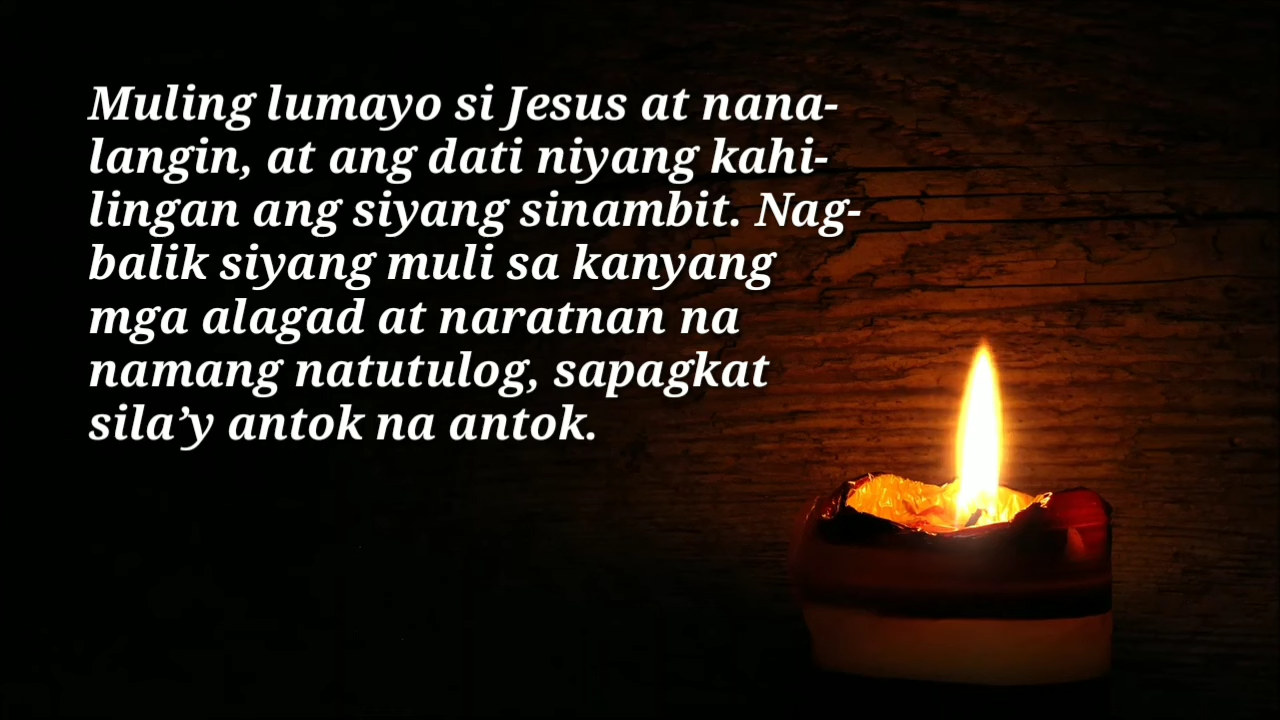 Muling lumayo si Jesus at nana-
langin, at ang dati niyang kahi-
lingan ang siyang sinambit. Nag-
balik siyang muli sa kanyang
mga alagad at naratnan na
namang natutulog, sapagkat
sila’y antok na antok.